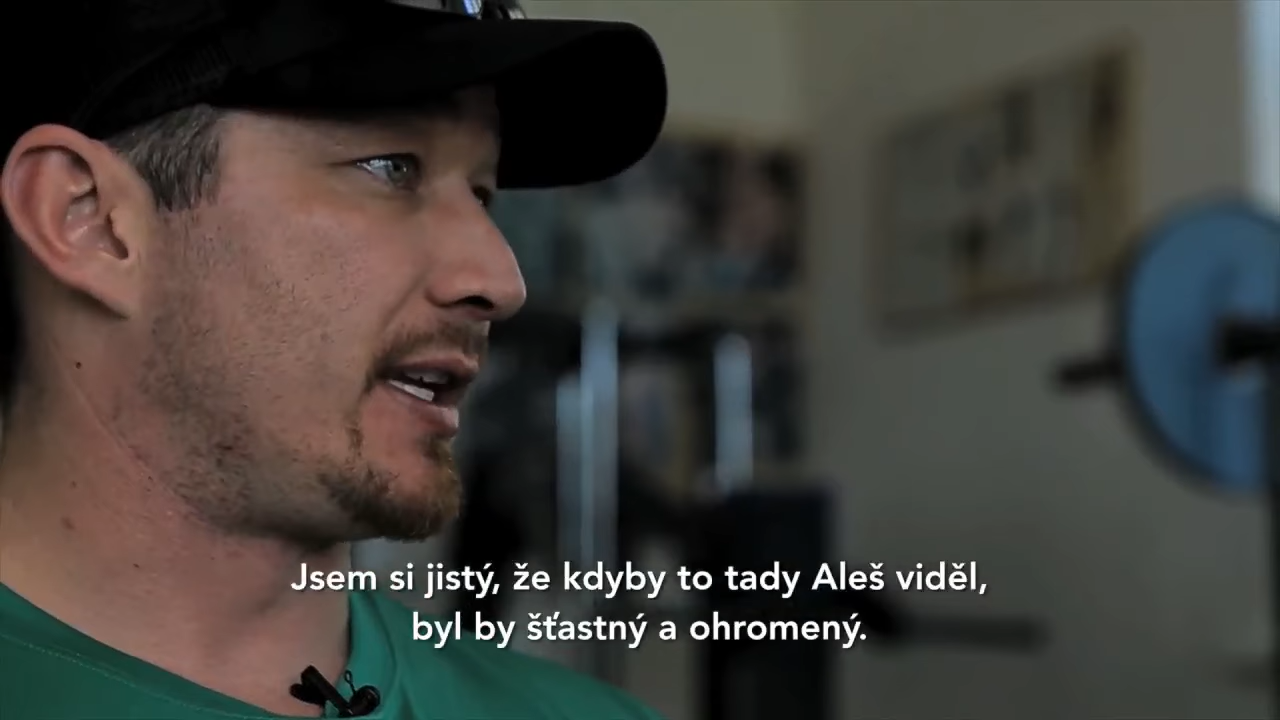 Jsem si jistý, že kdyby to tady Aleš viděl,
byl by šťastný a ohromený.